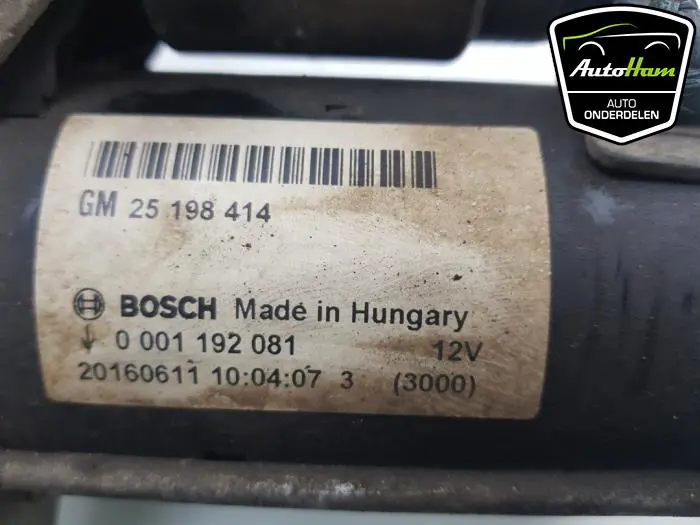 AutoHam
AUTO
ONDERDELEN
GM 25 198 414
BOSCH Made in Hungary
0 001 192 081 12V
20160611 10:04:07 3 (3000)